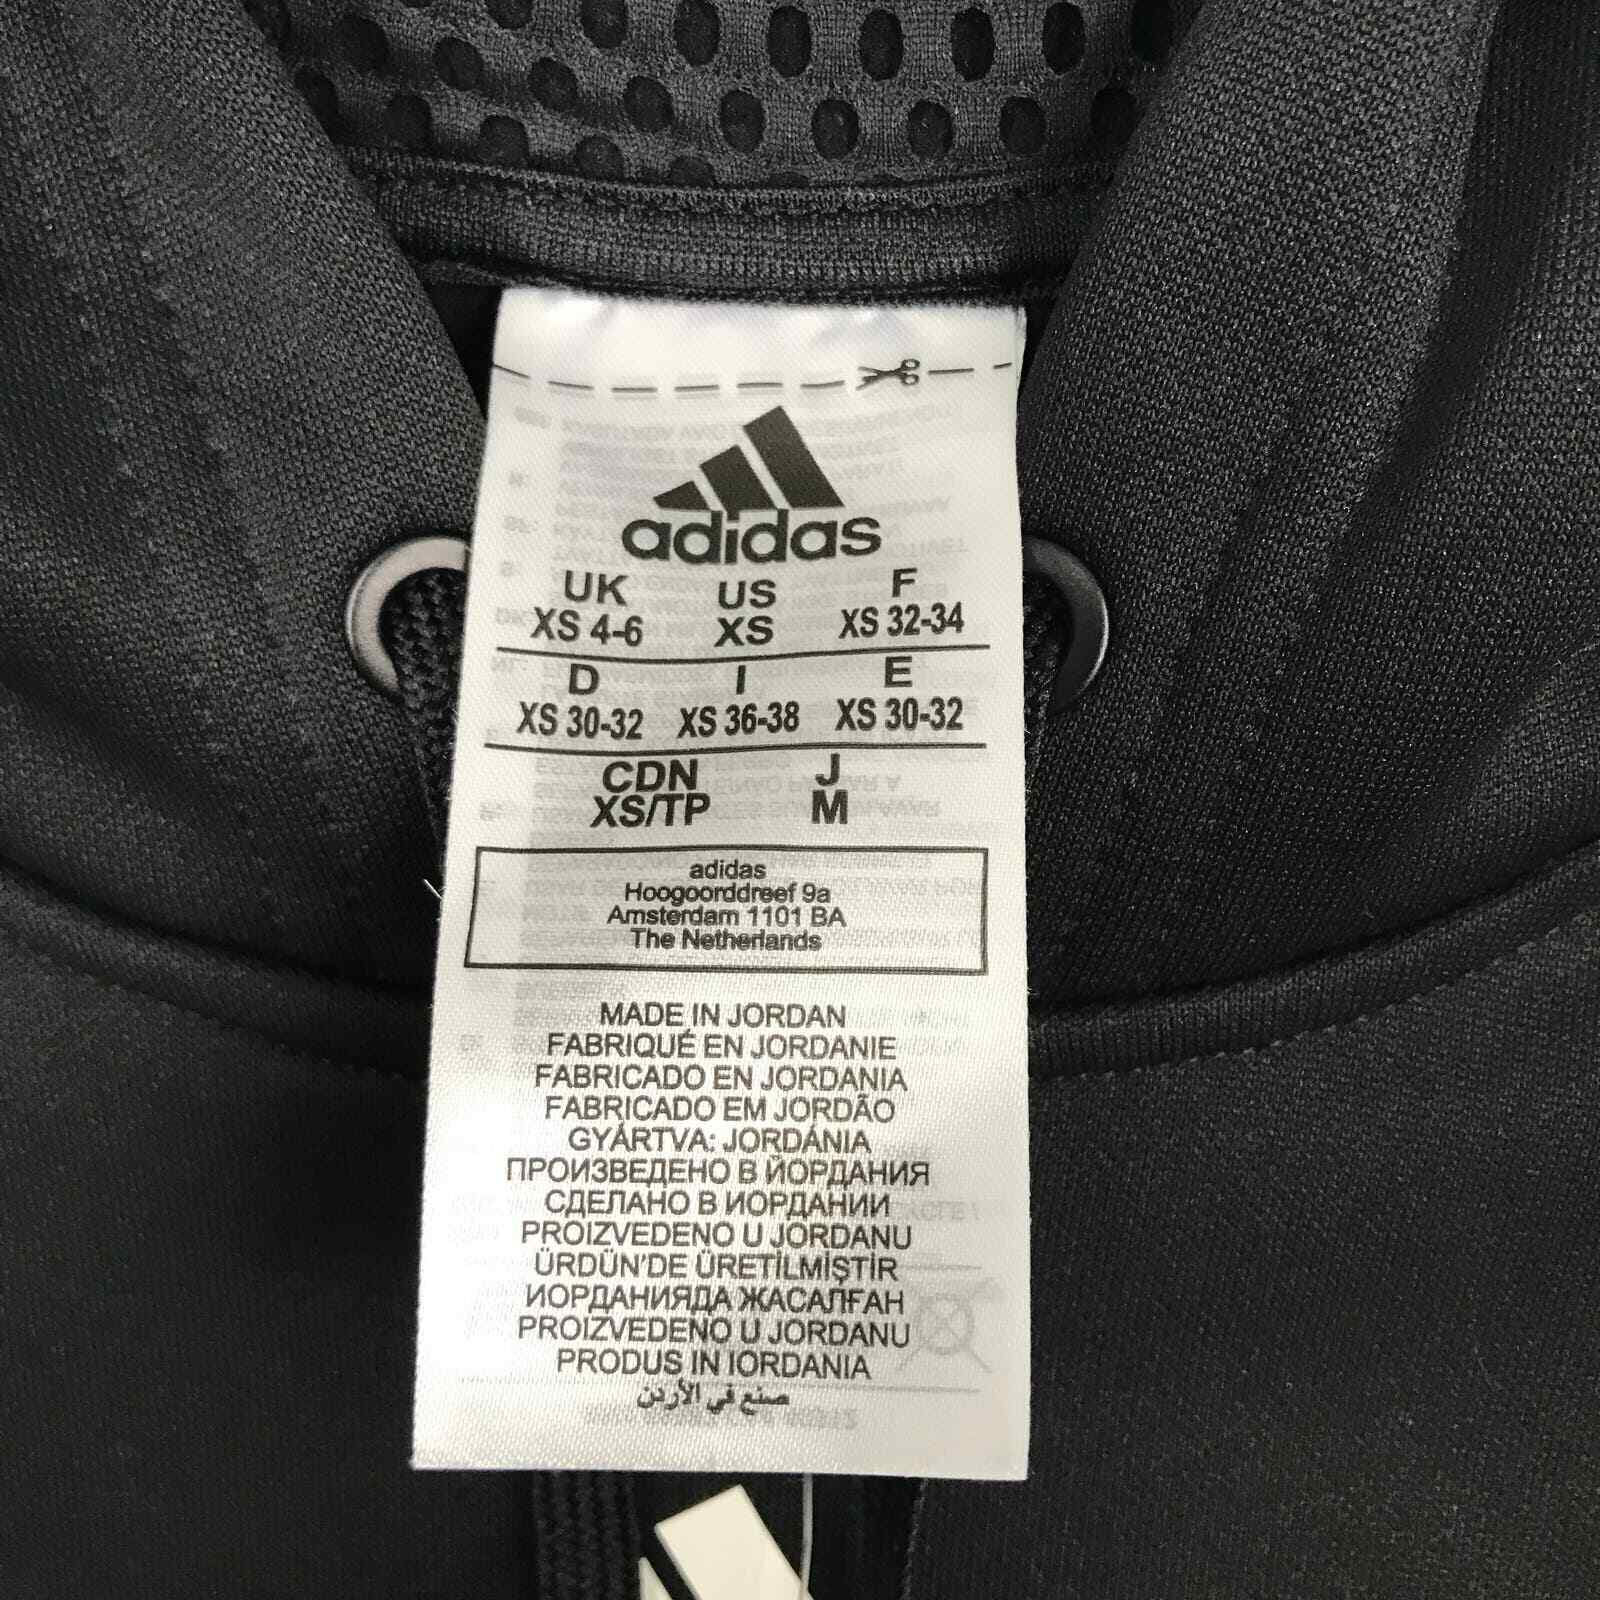 adidas
UK US F
XS 4-6 XS XS 32-34
D I E
XS 30-32 XS 36-38 XS 30-32
CDN J
XS/TP M
adidas
Hoogoorddreef 9a
Amsterdam 1101 BA
The Netherlands
MADE IN JORDAN
FABRIQUÉ EN JORDANIE
FABRICADO EN JORDANIA
FABRICADO EM JORDÃO
GYÁRTVA: JORDÁNIA
ПРОИЗВЕДЕНО В ЙОРДАНИЯ
СДЕЛАНО В ИОРДАНИИ
PROIZVEDENO U JORDANU
ÜRDÜN'DE ÜRETİLMİŞTİR
ИОРДАНИЯДА ЖАСАЛҒАН
PROIZVEDENO U JORDANU
PRODUS IN IORDANIA
صنع في الأردن